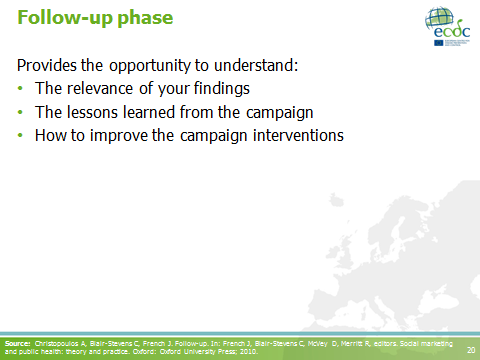 Follow-up phase
ecdc
Provides the opportunity to understand:
• The relevance of your findings
• The lessons learned from the campaign
• How to improve the campaign interventions
Source: Christopoulos A, Blair-Stevens C, French J. Follow-up. In: French J, Blair-Stevens C, McVey D, Merritt R, editors. Social marketing
and public health: theory and practice. Oxford: Oxford University Press; 2010.
20